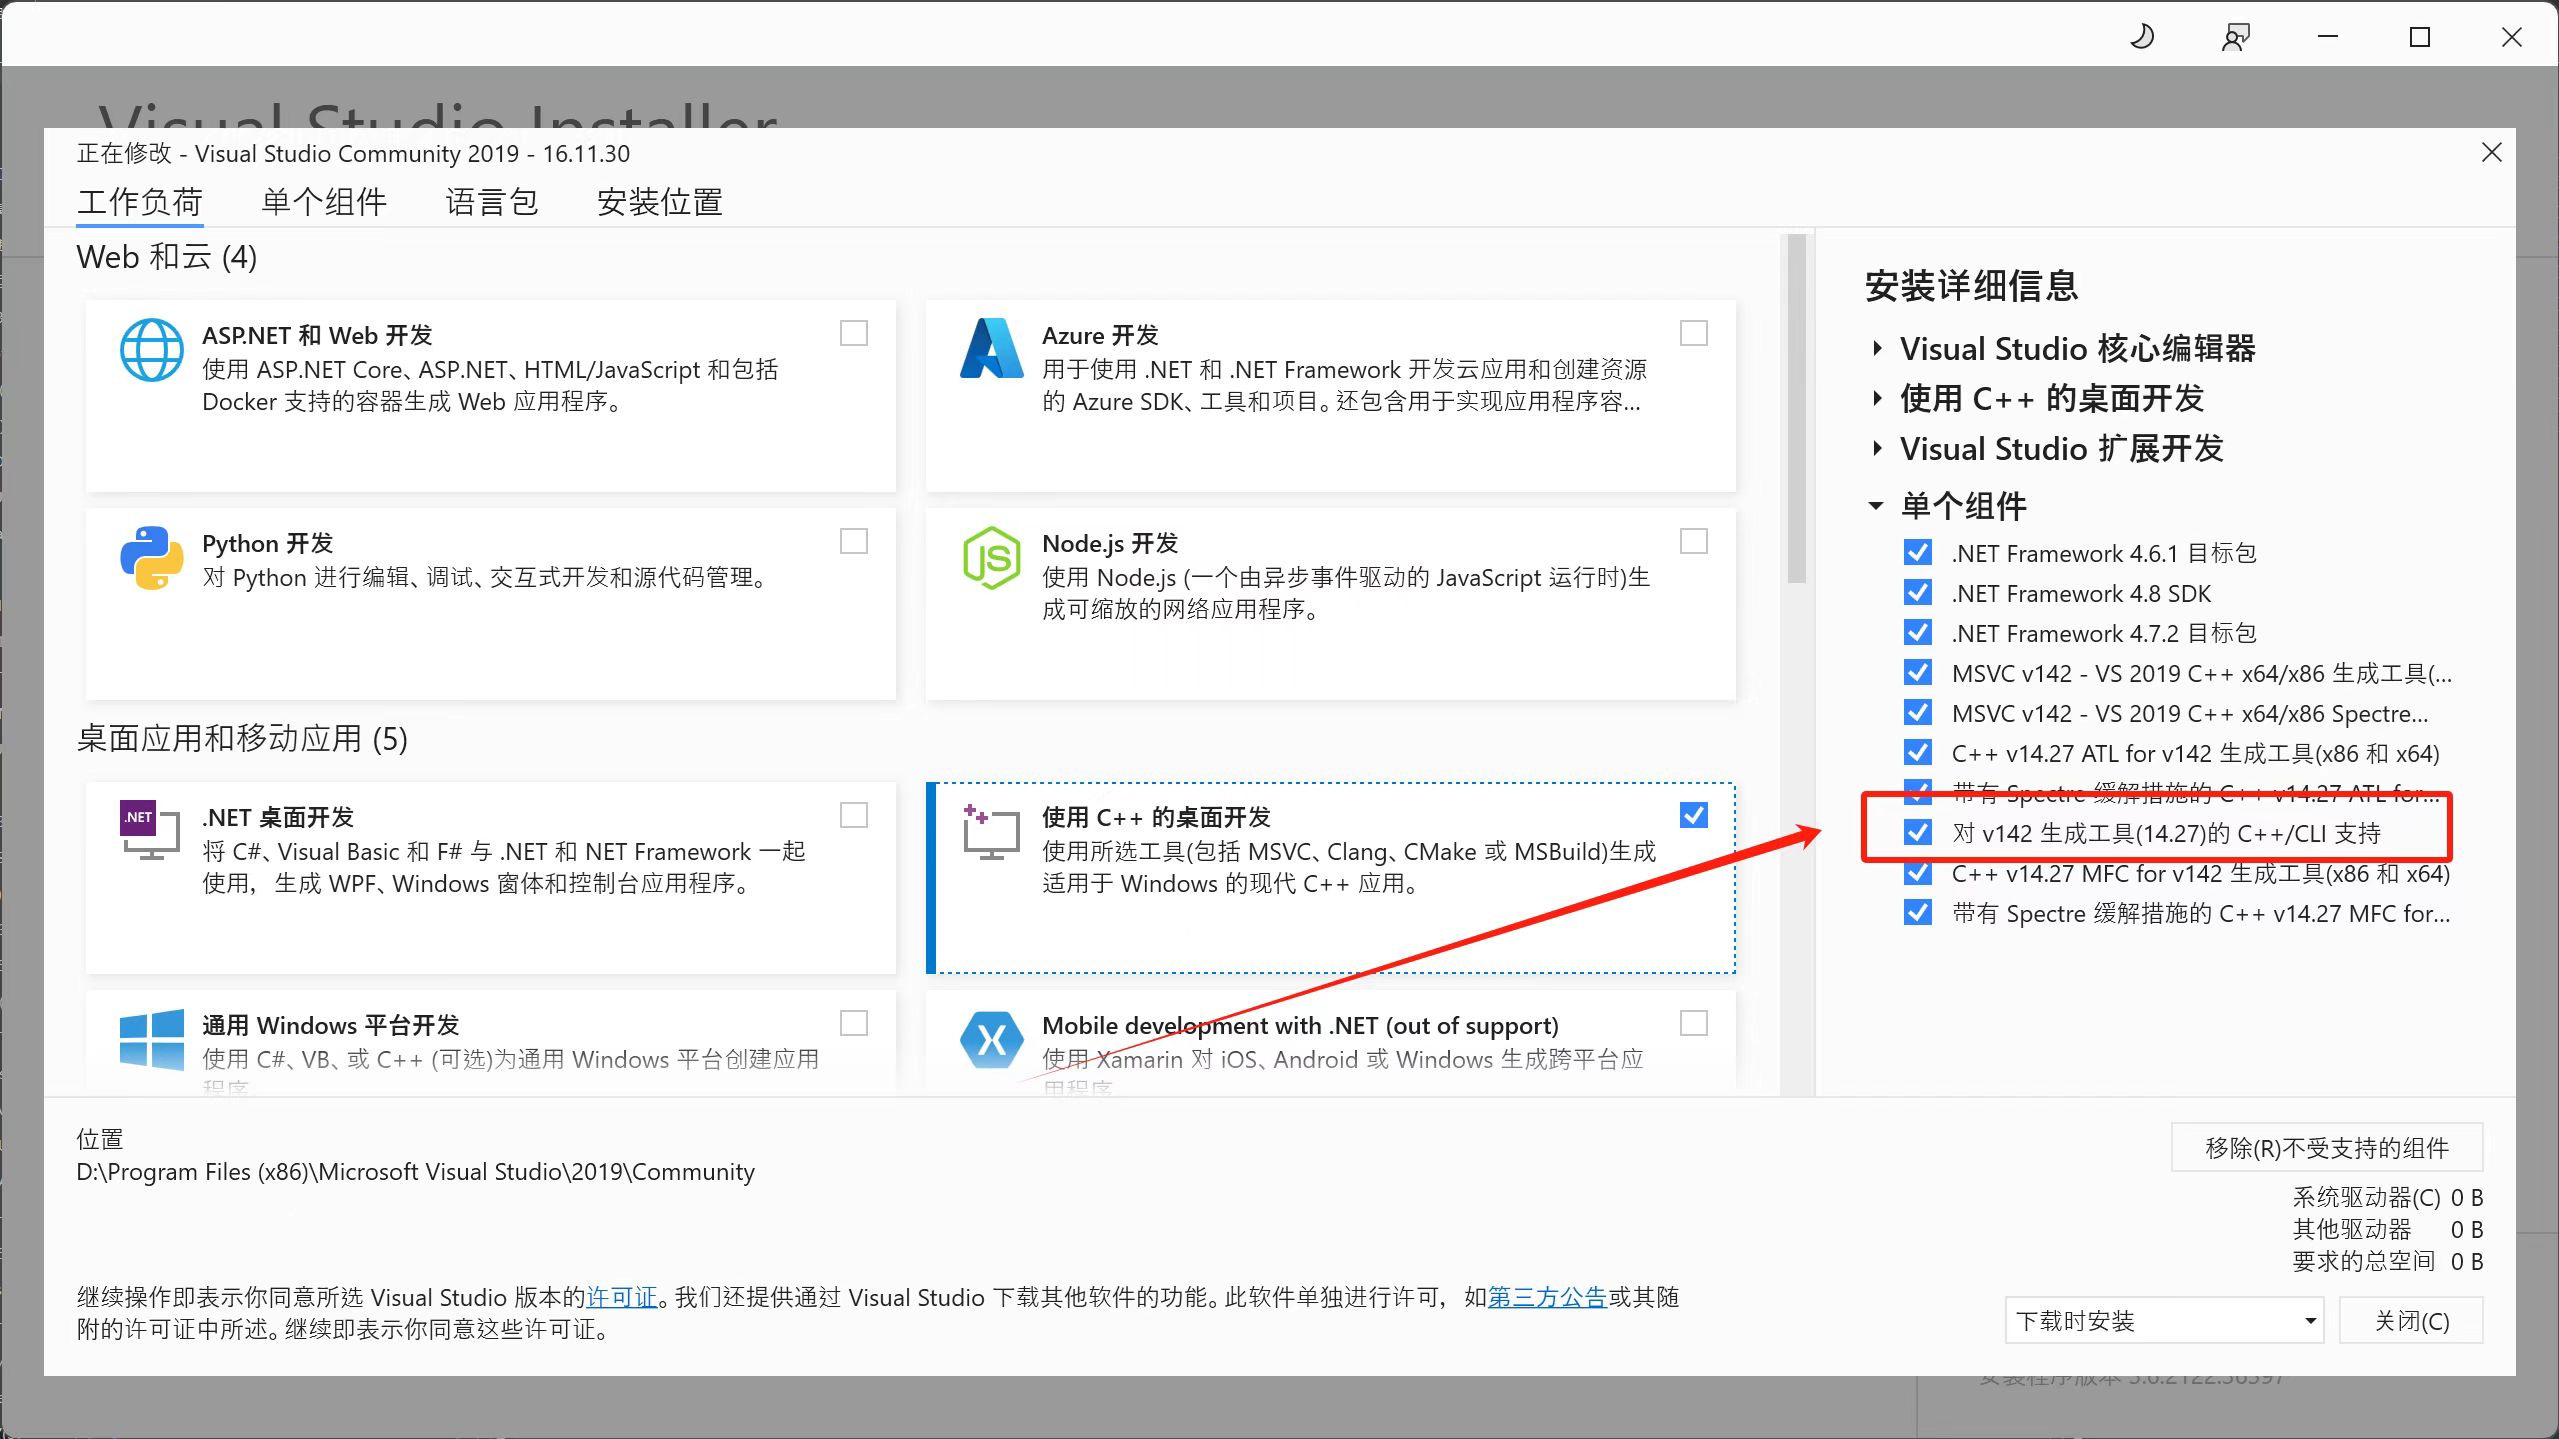 Visual Studio Installer
正在修改 - Visual Studio Community 2019 - 16.11.30
工作负荷 单个组件 语言包 安装位置
Web 和云 (4)
ASP.NET 和 Web 开发
使用 ASP.NET Core、ASP.NET、HTML/JavaScript 和包括
Docker 支持的容器生成 Web 应用程序。
Azure 开发
用于使用 .NET 和 .NET Framework 开发云应用和创建资源
的 Azure SDK、工具和项目。还包含用于实现应用程序容...
Python 开发
对 Python 进行编辑、调试、交互式开发和源代码管理。
Node.js 开发
使用 Node.js (一个由异步事件驱动的 JavaScript 运行时)生
成可缩放的网络应用程序。
桌面应用和移动应用 (5)
.NET 桌面开发
将 C#、Visual Basic 和 F# 与 .NET 和 NET Framework 一起
使用，生成 WPF、Windows 窗体和控制台应用程序。
使用 C++ 的桌面开发
使用所选工具(包括 MSVC、Clang、CMake 或 MSBuild)生成
适用于 Windows 的现代 C++ 应用。
通用 Windows 平台开发
使用 C#、VB、或 C++ (可选)为通用 Windows 平台创建应用
程序。
Mobile development with .NET (out of support)
使用 Xamarin 对 iOS、Android 或 Windows 生成跨平台应
用程序
安装详细信息
Visual Studio 核心编辑器
使用 C++ 的桌面开发
Visual Studio 扩展开发
单个组件
.NET Framework 4.6.1 目标包
.NET Framework 4.8 SDK
.NET Framework 4.7.2 目标包
MSVC v142 - VS 2019 C++ x64/x86 生成工具(...
MSVC v142 - VS 2019 C++ x64/x86 Spectre...
C++ v14.27 ATL for v142 生成工具(x86 和 x64)
带有 Spectre 缓解措施的 C++ v14.27 ATL for...
对 v142 生成工具(14.27)的 C++/CLI 支持
C++ v14.27 MFC for v142 生成工具(x86 和 x64)
带有 Spectre 缓解措施的 C++ v14.27 MFC for...
位置
D:\Program Files (x86)\Microsoft Visual Studio\2019\Community
移除(R)不受支持的组件
系统驱动器(C) 0 B
其他驱动器 0 B
要求的总空间 0 B
继续操作即表示你同意所选 Visual Studio 版本的许可证。我们还提供通过 Visual Studio 下载其他软件的功能。此软件单独进行许可，如第三方公告或其随
附的许可证中所述。继续即表示你同意这些许可证。
下载时安装
关闭(C)